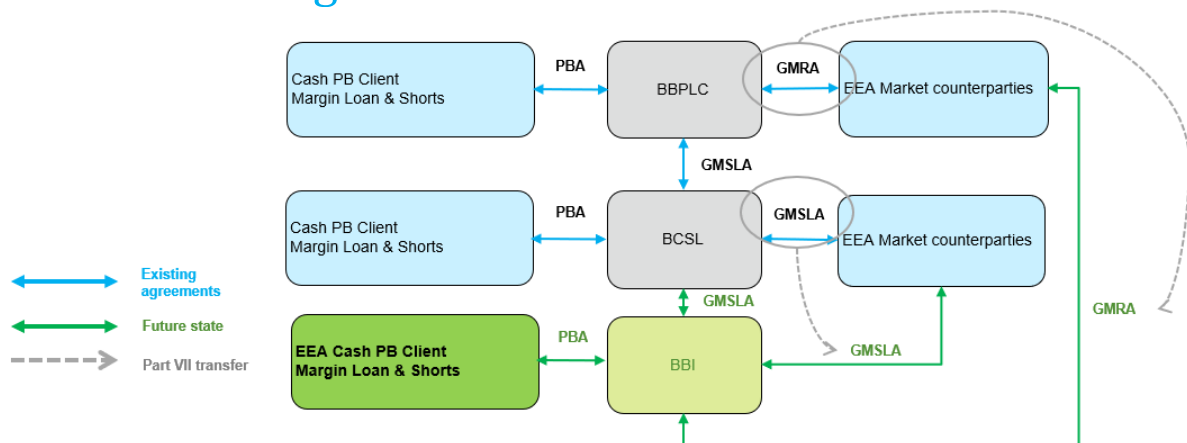 PBA
GMRA
Cash PB Client
Margin Loan & Shorts
BBPLC
EEA Market counterparties
GMSLA
PBA
GMSLA
Cash PB Client
Margin Loan & Shorts
BCSL
EEA Market counterparties
Existing
agreements
GMSLA
GMRA
Future state
PBA
GMSLA
Part VII transfer
EEA Cash PB Client
Margin Loan & Shorts
BBI